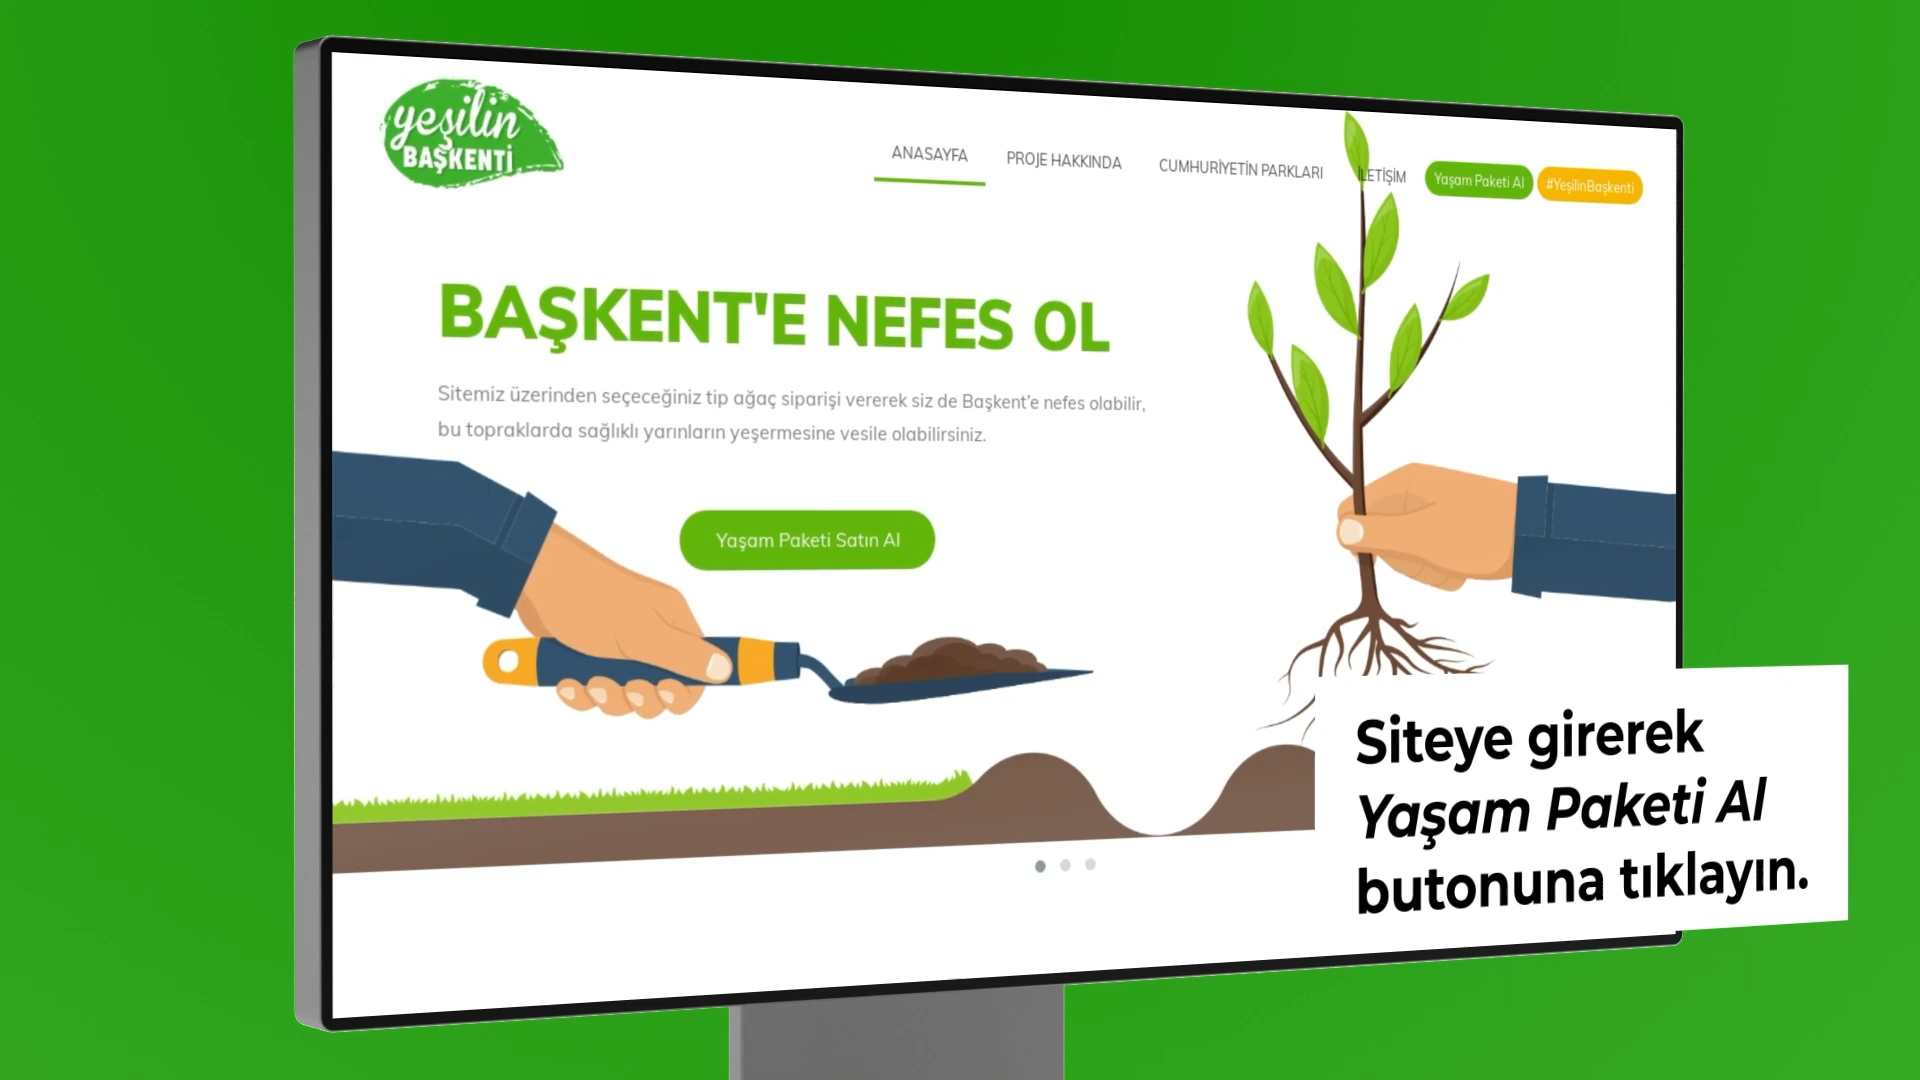 yeşilin
BAŞKENTİ
ANASAYFA
PROJE HAKKINDA
CUMHURİYETİN PARKLARI
İLETİŞİM
Yaşam Paketi Al
#YeşilinBaşkenti
BAŞKENT'E NEFES OL
Sitemiz üzerinden seçeceğiniz tip ağaç siparişi vererek siz de Başkent'e nefes olabilir,
bu topraklarda sağlıklı yarınların yeşermesine vesile olabilirsiniz.
Yaşam Paketi Satın Al
Siteye girerek
Yaşam Paketi Al
butonuna tıklayın.